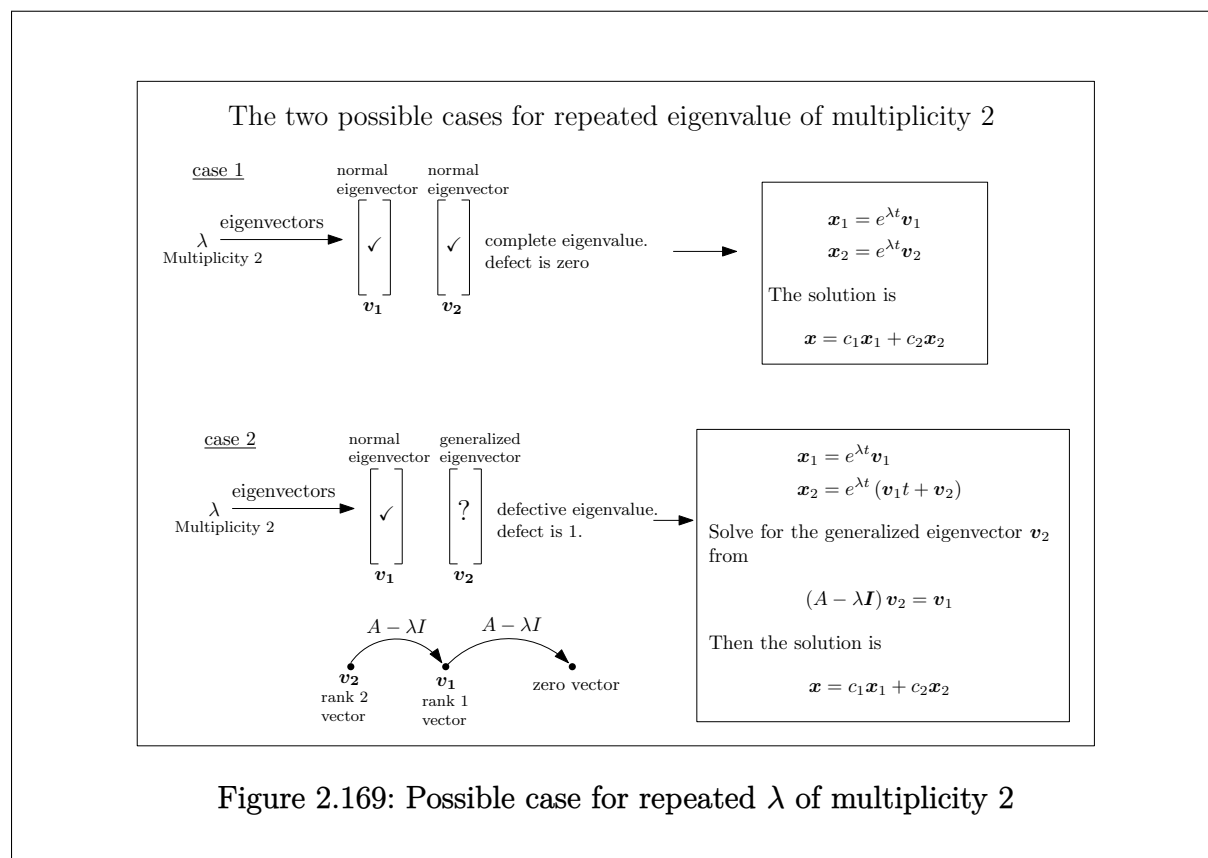 The two possible cases for repeated eigenvalue of multiplicity 2
case 1
normal eigenvector
normal eigenvector
eigenvectors
λ
Multiplicity 2
✓
✓
v₁
v₂
complete eigenvalue.
defect is zero
x₁ = e^{λt}v₁
x₂ = e^{λt}v₂
The solution is
x = c₁x₁ + c₂x₂
case 2
normal eigenvector
generalized eigenvector
eigenvectors
λ
Multiplicity 2
✓
?
v₁
v₂
defective eigenvalue.
defect is 1.
A − λI
A − λI
v₂
rank 2
vector
v₁
rank 1
vector
zero vector
x₁ = e^{λt}v₁
x₂ = e^{λt} (v₁t + v₂)
Solve for the generalized eigenvector v₂
from
(A − λI) v₂ = v₁
Then the solution is
x = c₁x₁ + c₂x₂
Figure 2.169: Possible case for repeated λ of multiplicity 2